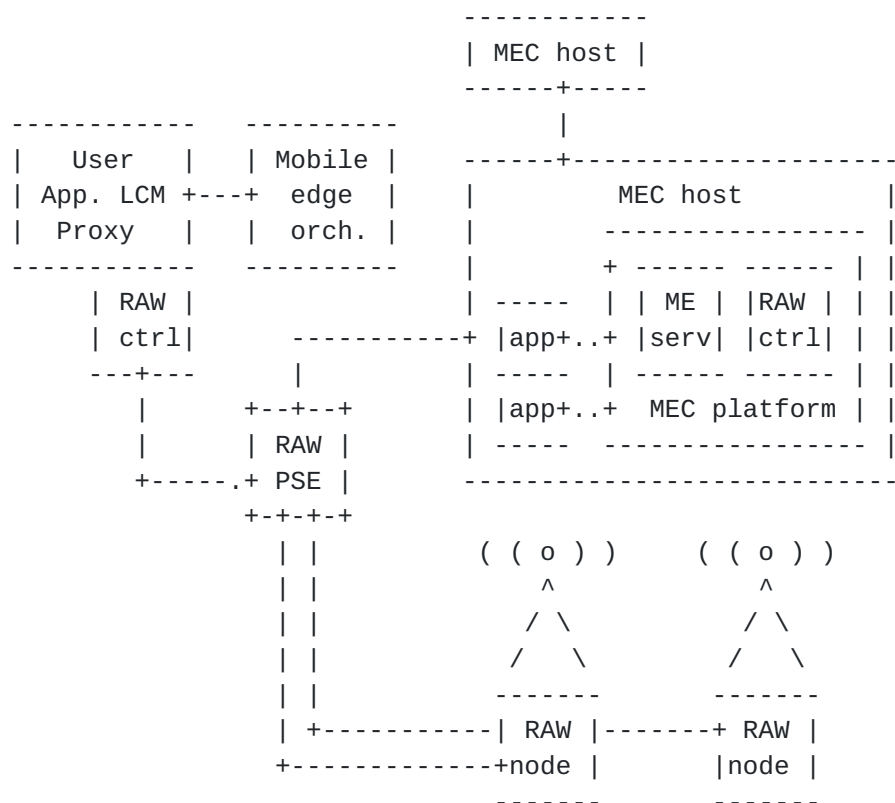 ------------
| MEC host |
------+-----
------------   ----------          |
|   User   |   | Mobile |    ------+---------------------
| App. LCM +---+  edge  |    |         MEC host         |
|  Proxy   |   |  orch. |    |        ----------------- |
------------   ----------    |        + ------ ------ | |
| RAW |                 | -----  | | ME | |RAW | | |
| ctrl|     -----------+ |app+..+ |serv| |ctrl| | |
---+---     |          | -----  | ------ ------ | |
|      +--+--+       | |app+..+  MEC platform | |
|      | RAW |       | -----  ----------------- |
+-----.+ PSE |       ----------------------------
+-+-+-+
| |          ( ( o ) )     ( ( o ) )
| |              ^             ^
| |             / \           / \
| |            /   \         /   \
| |           -------       -------
| +-----------| RAW |-------+ RAW |
+-------------+node |       |node |
-------       -------